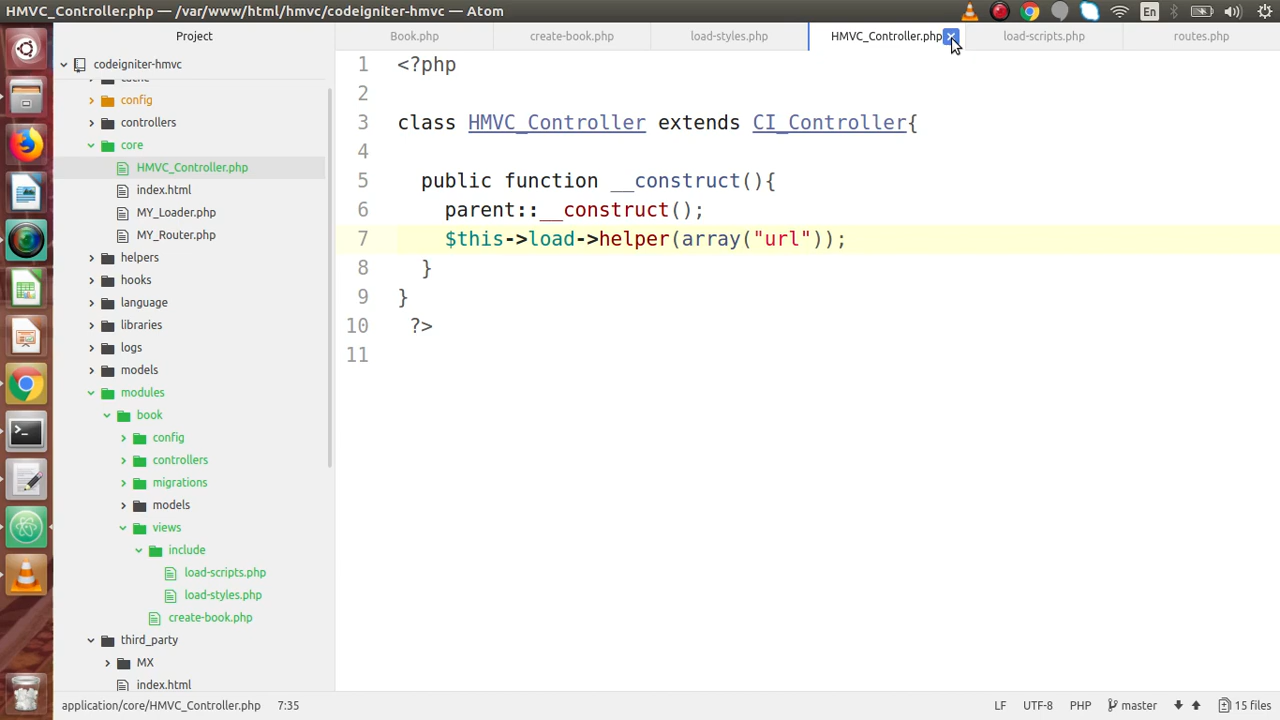 HMVC_Controller.php — /var/www/html/hmvc/codeigniter-hmvc — Atom
En
Project
Book.php
create-book.php
load-styles.php
HMVC_Controller.php
load-scripts.php
routes.php
codeigniter-hmvc
cache
config
controllers
core
HMVC_Controller.php
index.html
MY_Loader.php
MY_Router.php
helpers
hooks
language
libraries
logs
models
modules
book
config
controllers
migrations
models
views
include
load-scripts.php
load-styles.php
create-book.php
third_party
MX
index.html
1 <?php
2
3 class HMVC_Controller extends CI_Controller{
4
5 public function __construct(){
6 parent::__construct();
7 $this->load->helper(array("url"));
8 }
9 }
10 ?>
11
application/core/HMVC_Controller.php 7:35
LF UTF-8 PHP master 15 files